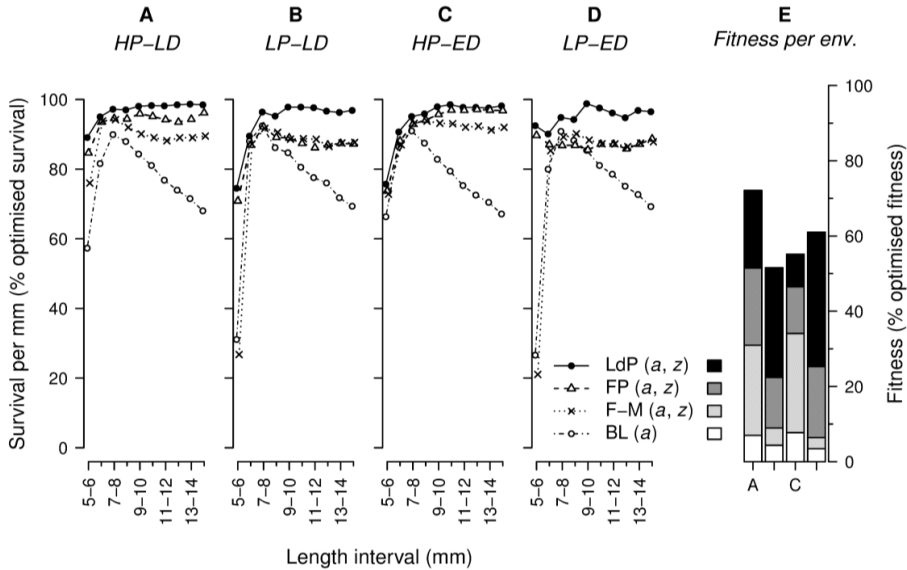 A B C D E
HP–LD LP–LD HP–ED LP–ED Fitness per env.
Survival per mm (% optimised survival)
100
80
60
40
20
0
5–6 7–8 9–10 11–12 13–14
5–6 7–8 9–10 11–12 13–14
5–6 7–8 9–10 11–12 13–14
5–6 7–8 9–10 11–12 13–14
Length interval (mm)
LdP (a, z)
FP (a, z)
F–M (a, z)
BL (a)
A C
100
80
60
40
20
0
Fitness (% optimised fitness)